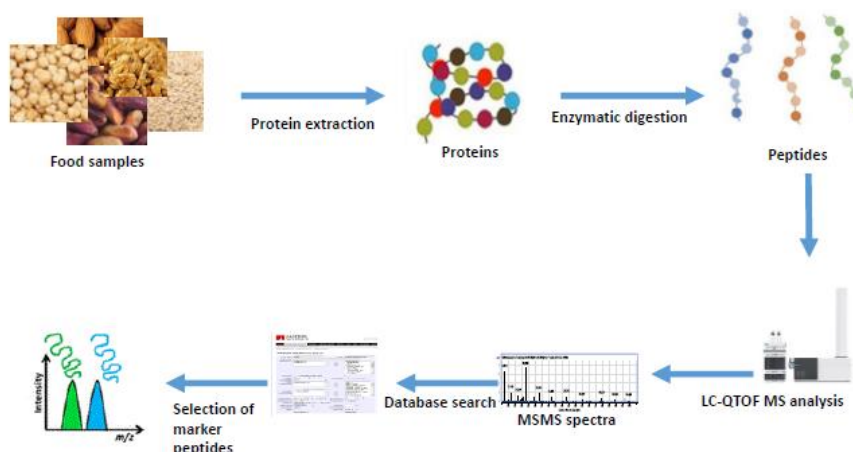 Food samples
Protein extraction
Proteins
Enzymatic digestion
Peptides
LC-QTOF MS analysis
MSMS spectra
Database search
Selection of
marker
peptides
Intensity
m/z